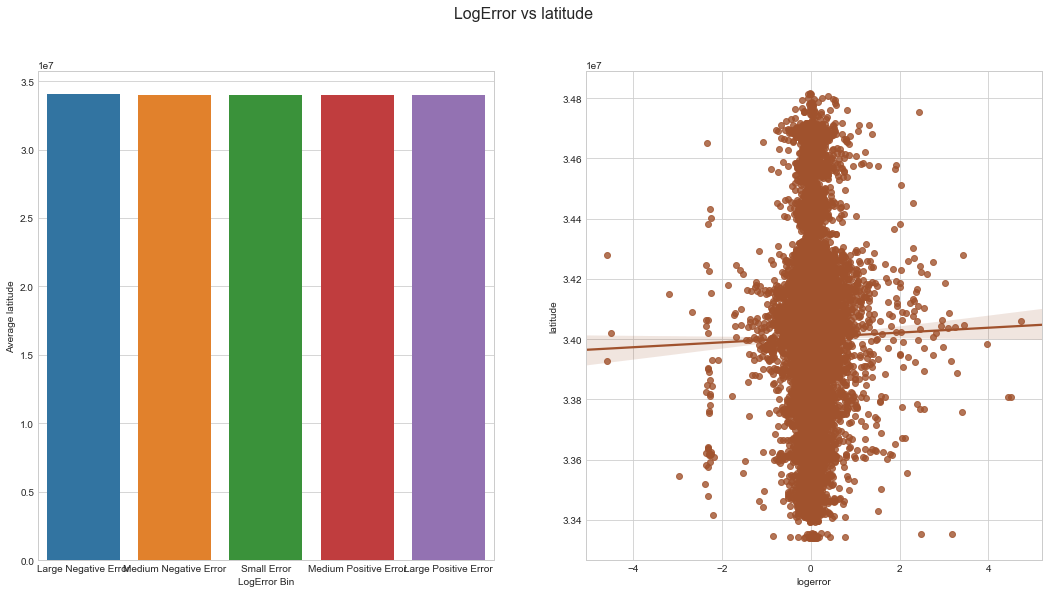 LogError vs latitude
1e7
3.5
3.0
2.5
2.0
1.5
1.0
0.5
0.0
Average latitude
Large Negative Error
Medium Negative Error
Small Error
Medium Positive Error
Large Positive Error
LogError Bin
1e7
3.48
3.46
3.44
3.42
3.40
3.38
3.36
3.34
latitude
−4
−2
0
2
4
logerror